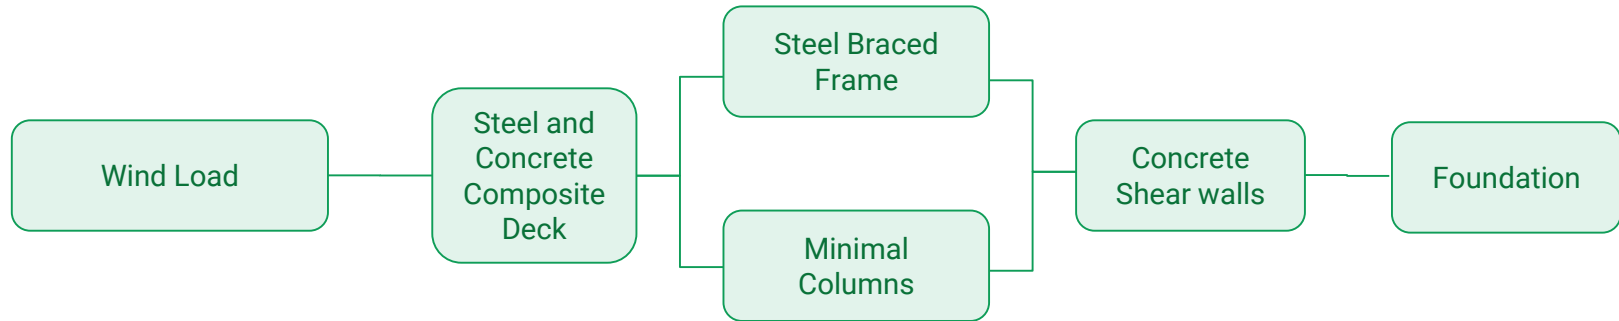 Wind Load
Steel and
Concrete
Composite
Deck
Steel Braced
Frame
Minimal
Columns
Concrete
Shear walls
Foundation